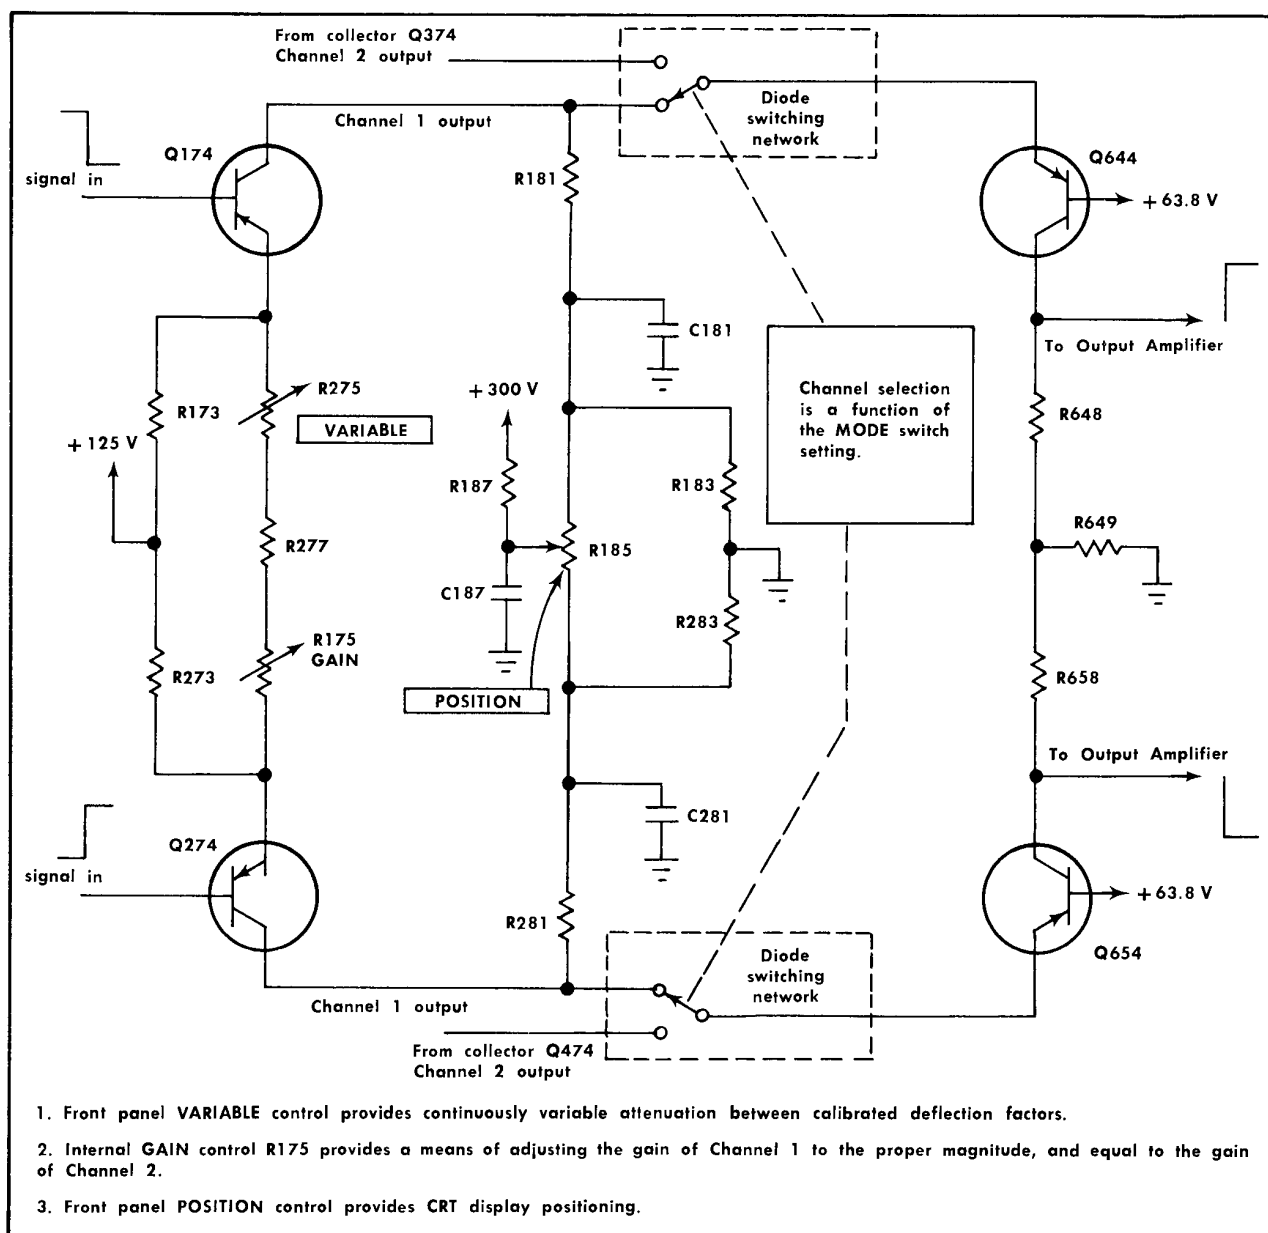 From collector Q374
Channel 2 output
Channel 1 output
Diode
switching
network
Q174
signal in
R181
Q644
+ 63.8 V
C181
To Output Amplifier
R275
VARIABLE
R173
+ 125 V
+ 300 V
R187
R183
Channel selection
is a function of
the MODE switch
setting.
R648
R649
R277
R185
C187
R283
R175
GAIN
R273
POSITION
R658
To Output Amplifier
C281
Q274
signal in
R281
+ 63.8 V
Q654
Diode
switching
network
Channel 1 output
From collector Q474
Channel 2 output
1. Front panel VARIABLE control provides continuously variable attenuation between calibrated deflection factors.
2. Internal GAIN control R175 provides a means of adjusting the gain of Channel 1 to the proper magnitude, and equal to the gain
of Channel 2.
3. Front panel POSITION control provides CRT display positioning.